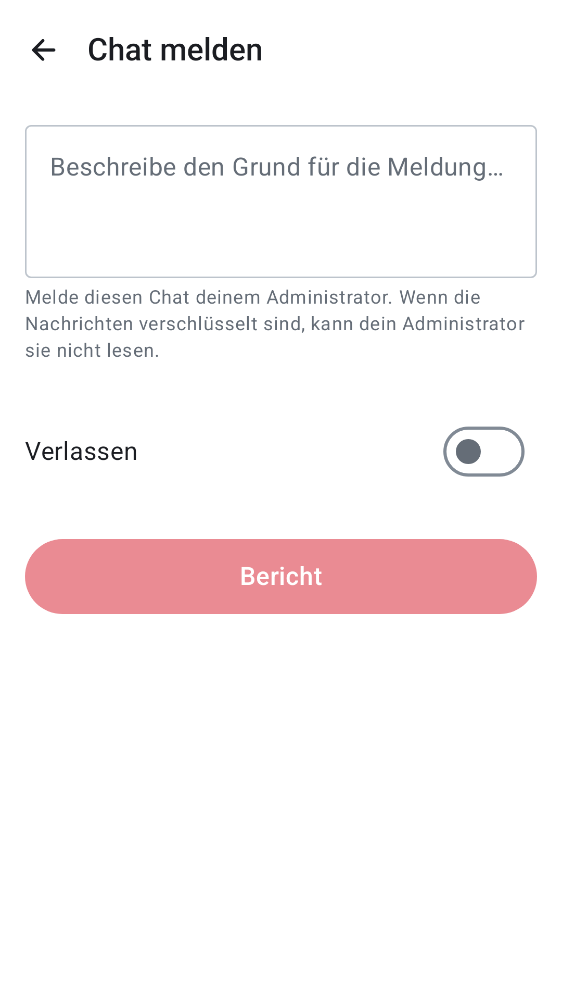 Chat melden
Beschreibe den Grund für die Meldung…
Melde diesen Chat deinem Administrator. Wenn die
Nachrichten verschlüsselt sind, kann dein Administrator
sie nicht lesen.
Verlassen
Bericht